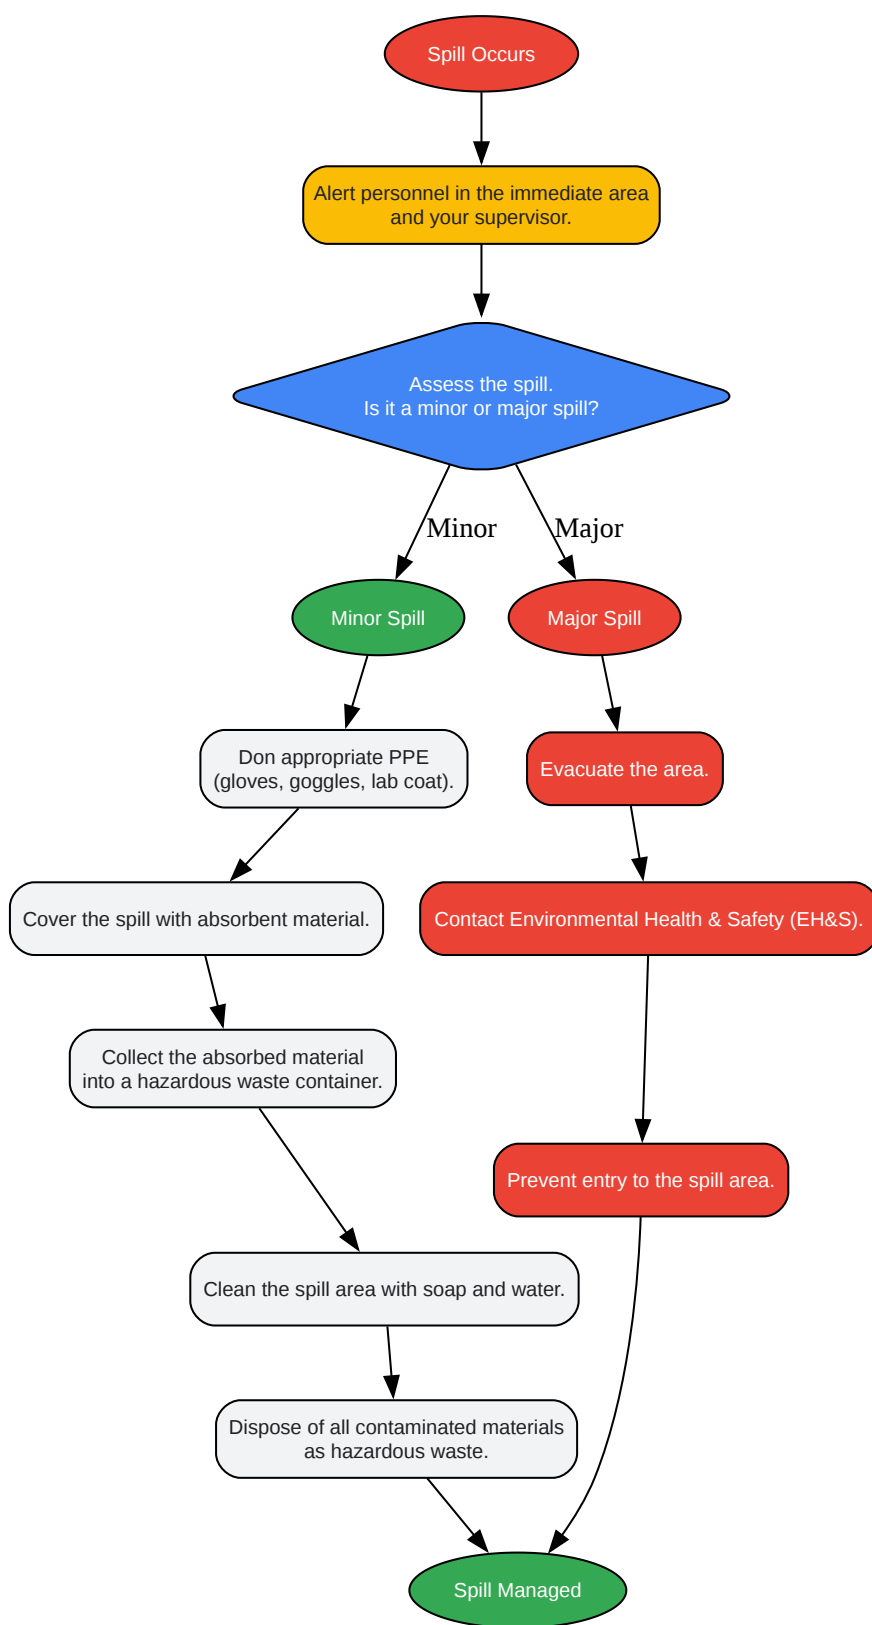 Spill Occurs
Alert personnel in the immediate area
and your supervisor.
Assess the spill.
Is it a minor or major spill?
Minor
Major
Minor Spill
Major Spill
Don appropriate PPE
(gloves, goggles, lab coat).
Evacuate the area.
Cover the spill with absorbent material.
Contact Environmental Health & Safety (EH&S).
Collect the absorbed material
into a hazardous waste container.
Prevent entry to the spill area.
Clean the spill area with soap and water.
Dispose of all contaminated materials
as hazardous waste.
Spill Managed